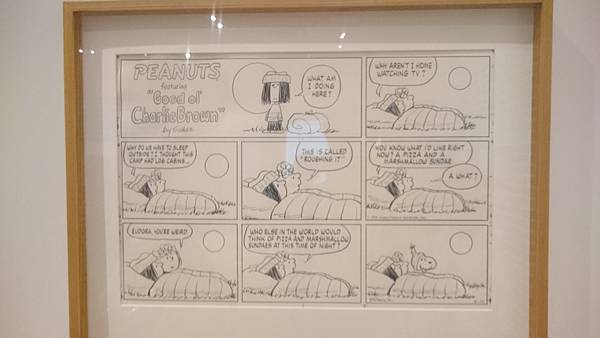 PEANUTS
featuring
"Good ol'
Charlie Brown"
by Schulz
WHAT AM
I DOING
HERE?
WHY AREN'T I HOME
WATCHING TV?
WHY DO WE HAVE TO SLEEP
OUTSIDE? I THOUGHT THIS
CAMP HAD LOG CABINS...
THIS IS CALLED
"ROUGHING IT"
YOU KNOW WHAT I'D LIKE RIGHT
NOW? A PIZZA AND A
MARSHMALLOW SUNDAE
A WHAT?
EUDORA, YOU'RE WEIRD
WHO ELSE IN THE WORLD WOULD
THINK OF PIZZA AND MARSHMALLOW
SUNDAES AT THIS TIME OF NIGHT?